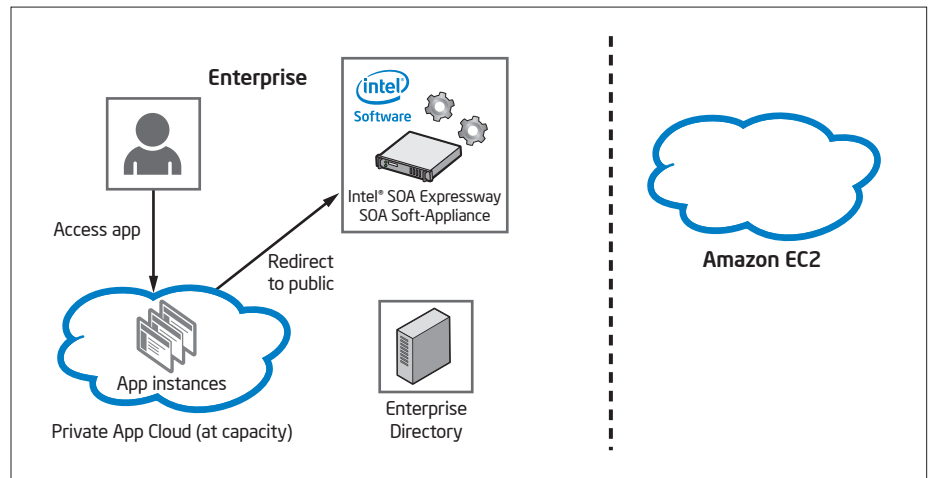 Enterprise
intel
Software
Intel® SOA Expressway
SOA Soft-Appliance
Access app
Redirect
to public
App instances
Private App Cloud (at capacity)
Enterprise
Directory
Amazon EC2